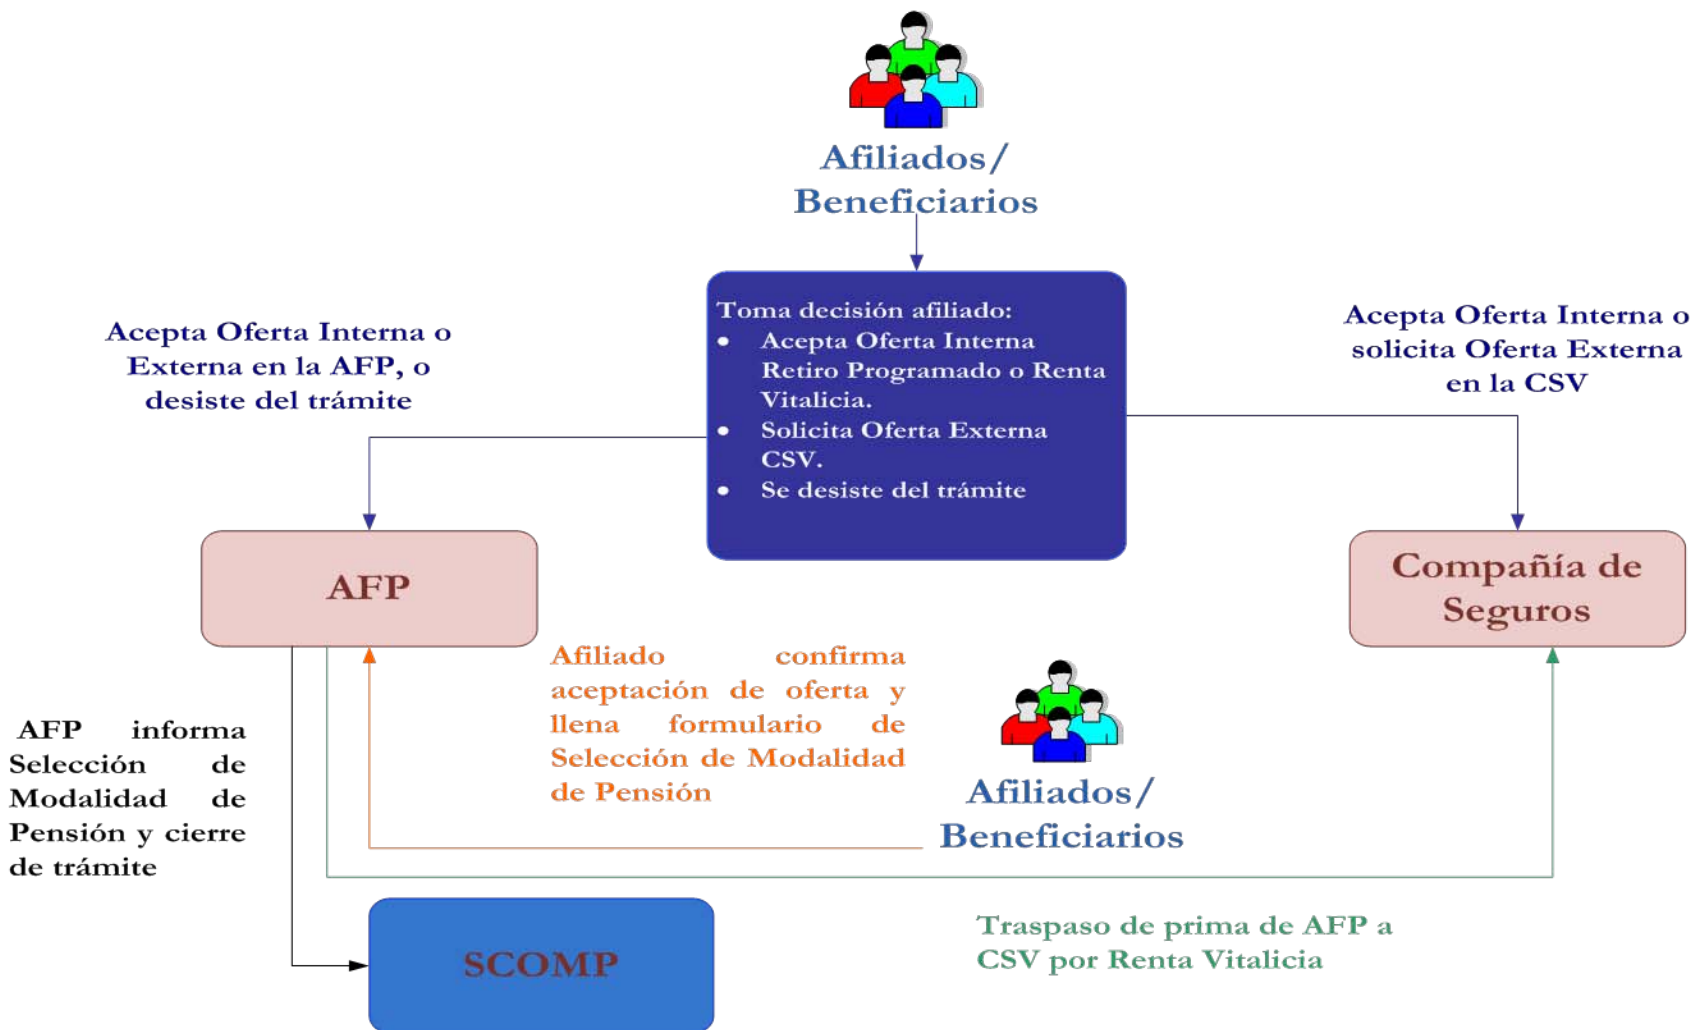 Afiliados/
Beneficiarios
Acepta Oferta Interna o
Externa en la AFP, o
desiste del trámite
Toma decisión afiliado:
• Acepta Oferta Interna
Retiro Programado o Renta
Vitalicia.
• Solicita Oferta Externa
CSV.
• Se desiste del trámite
Acepta Oferta Interna o
solicita Oferta Externa
en la CSV
AFP
Compañía de
Seguros
Afiliado confirma
aceptación de oferta y
llena formulario de
Selección de Modalidad
de Pensión
Afiliados/
Beneficiarios
AFP informa
Selección de
Modalidad de
Pensión y cierre
de trámite
SCOMP
Traspaso de prima de AFP a
CSV por Renta Vitalicia